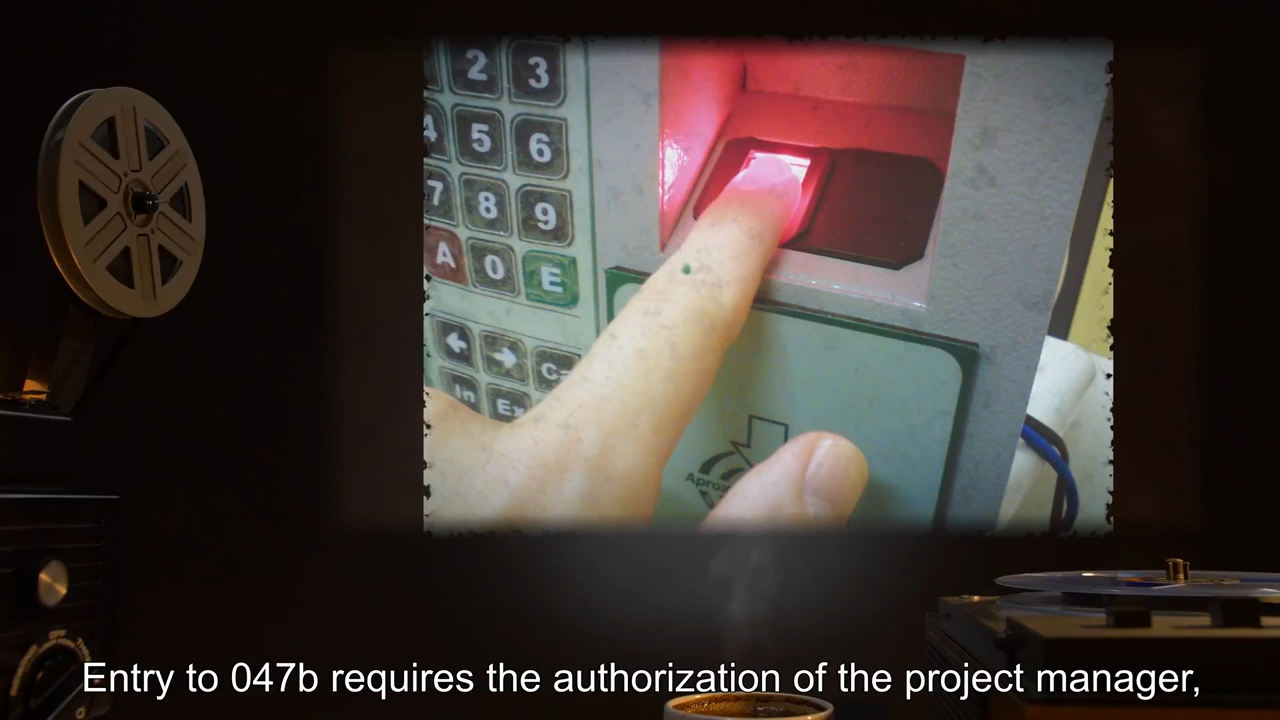 2 3
4 5 6
7 8 9
A 0 E
In Ex
Entry to 047b requires the authorization of the project manager,